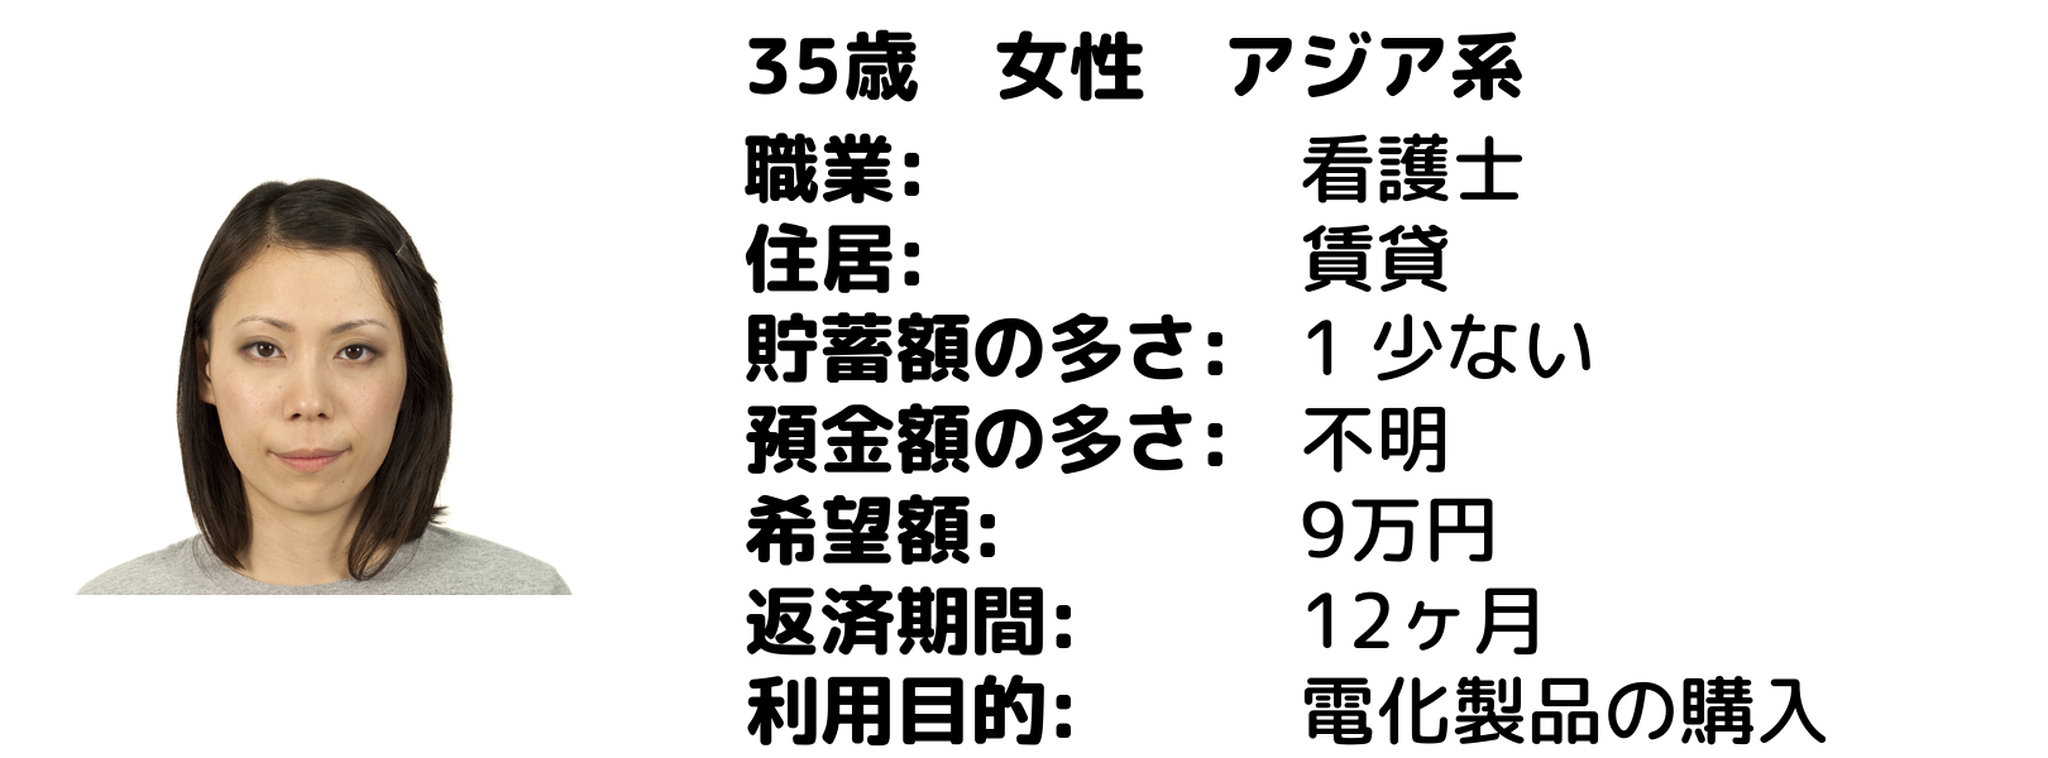 35歳　女性　アジア系
職業: 看護士
住居: 賃貸
貯蓄額の多さ: 1 少ない
預金額の多さ: 不明
希望額: 9万円
返済期間: 12ヶ月
利用目的: 電化製品の購入